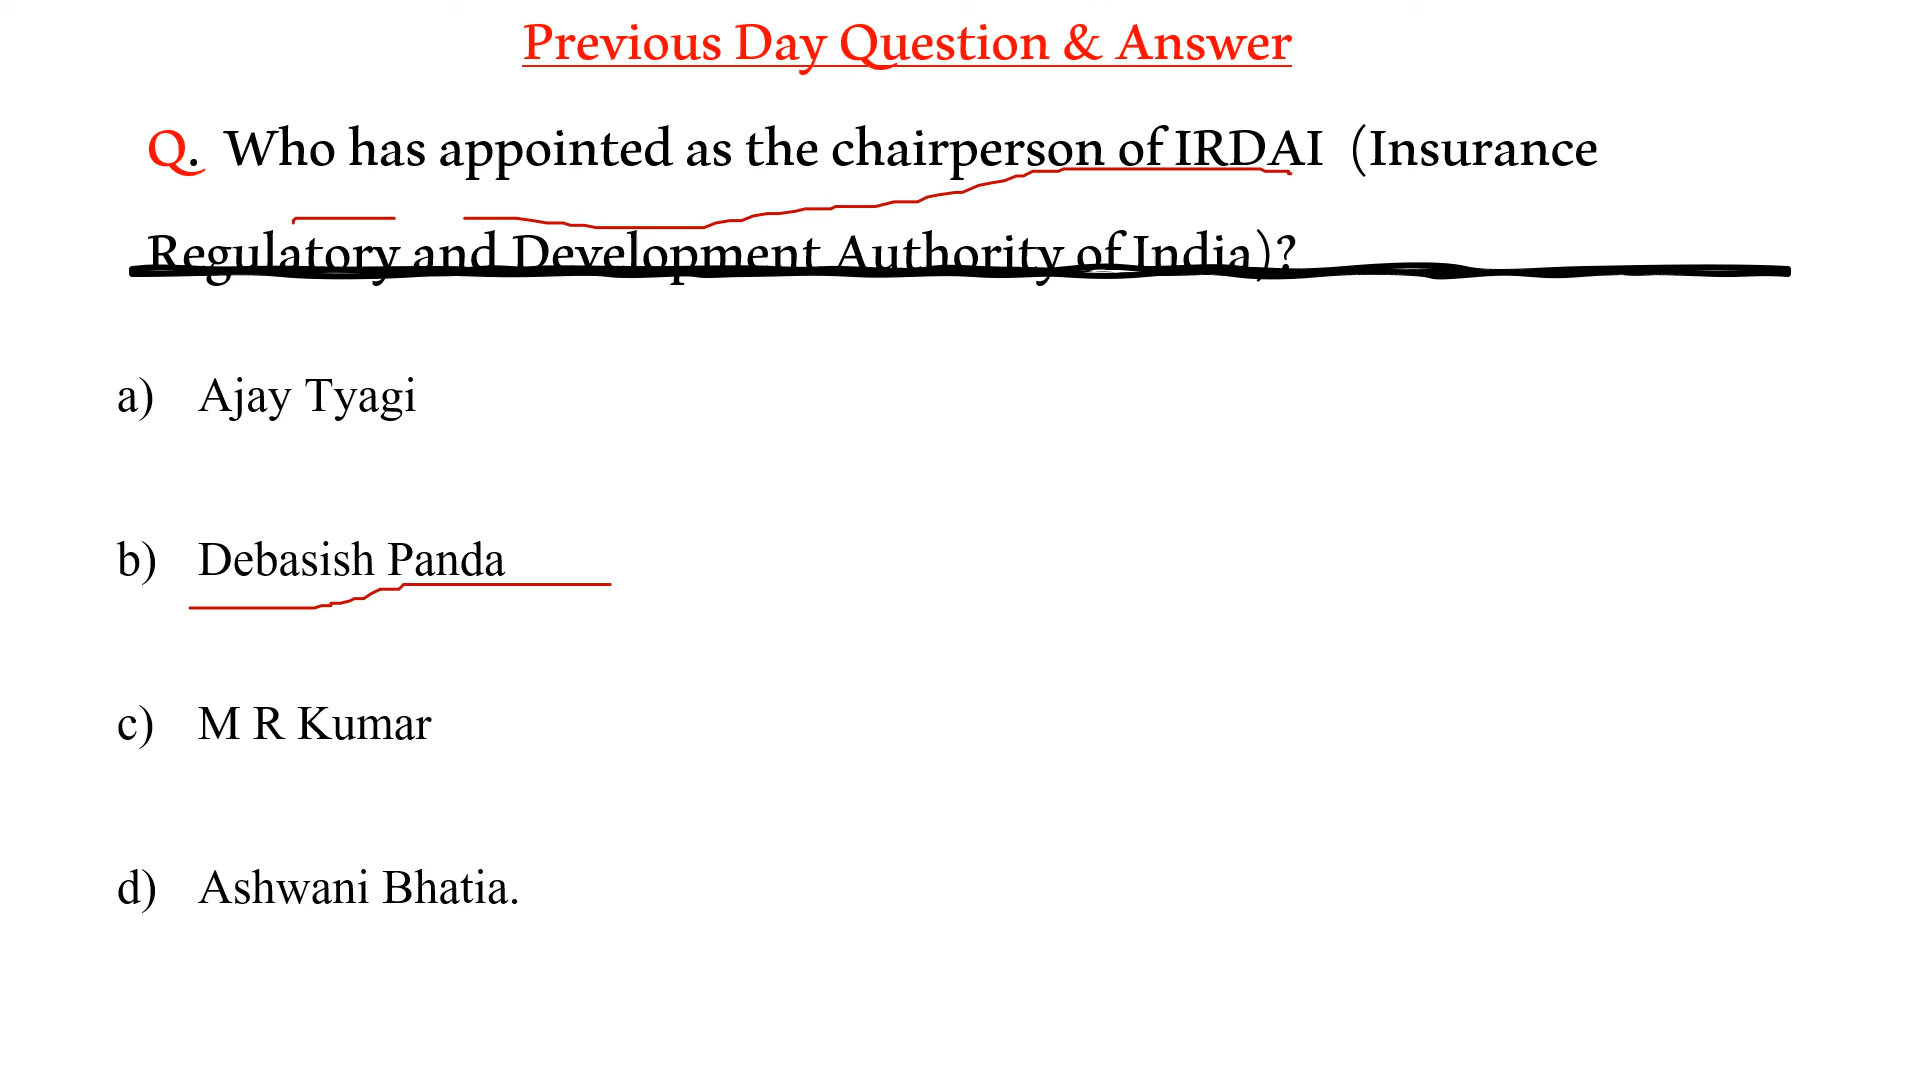 Previous Day Question & Answer
Q. Who has appointed as the chairperson of IRDAI (Insurance
Regulatory and Development Authority of India)?
a) Ajay Tyagi
b) Debasish Panda
c) M R Kumar
d) Ashwani Bhatia.